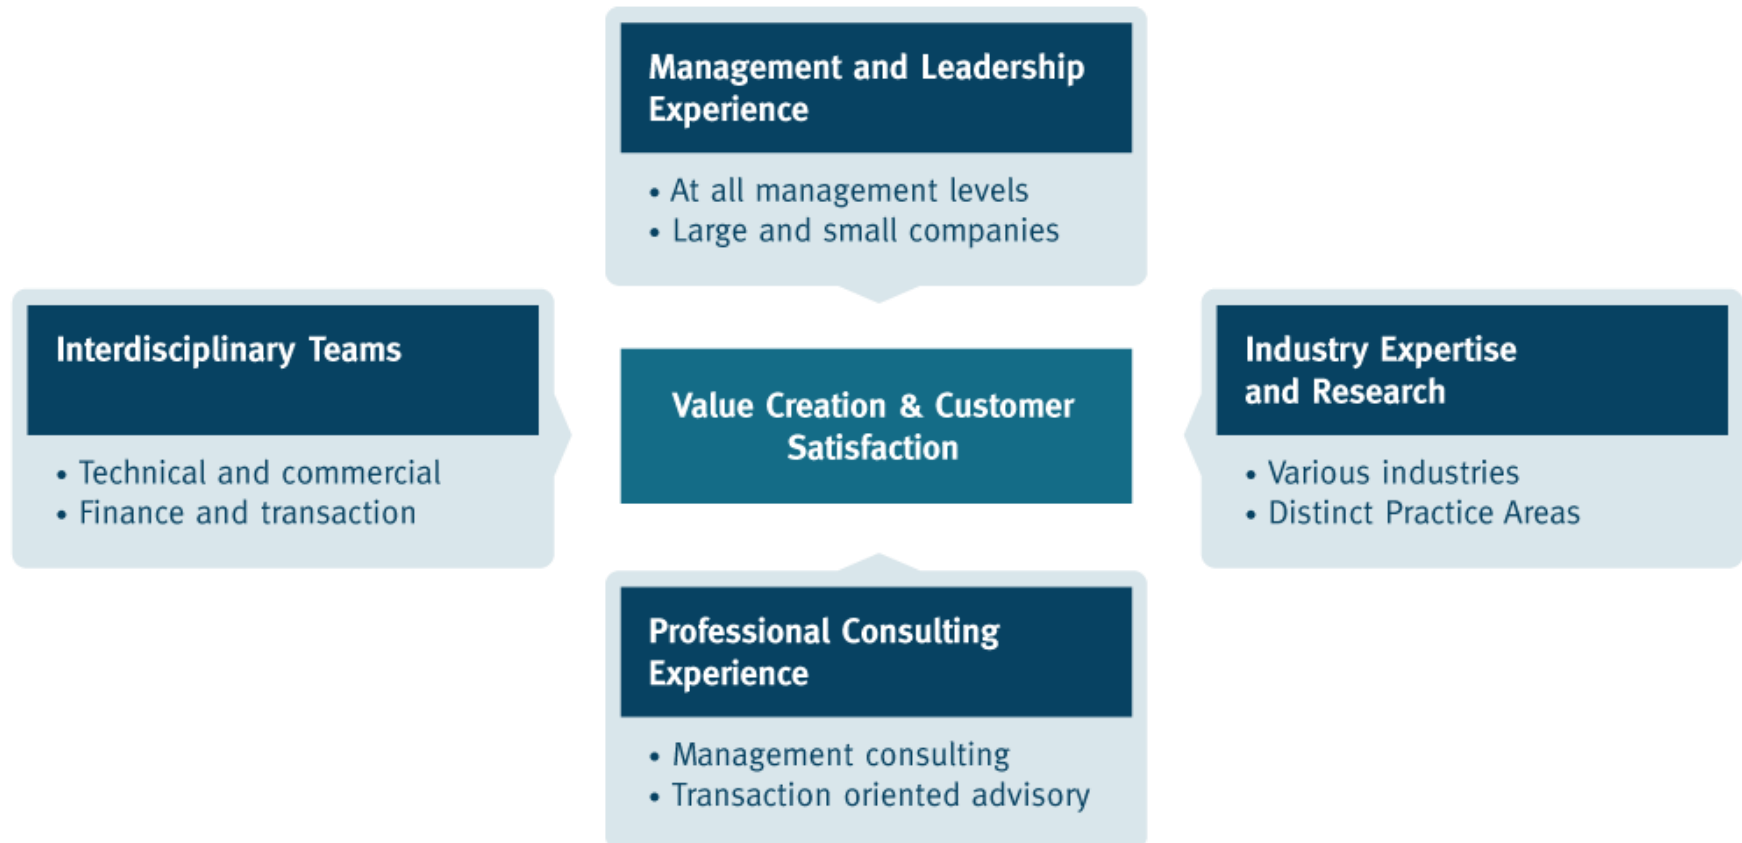 Management and Leadership
Experience
• At all management levels
• Large and small companies
Interdisciplinary Teams
• Technical and commercial
• Finance and transaction
Value Creation & Customer
Satisfaction
Industry Expertise
and Research
• Various industries
• Distinct Practice Areas
Professional Consulting
Experience
• Management consulting
• Transaction oriented advisory